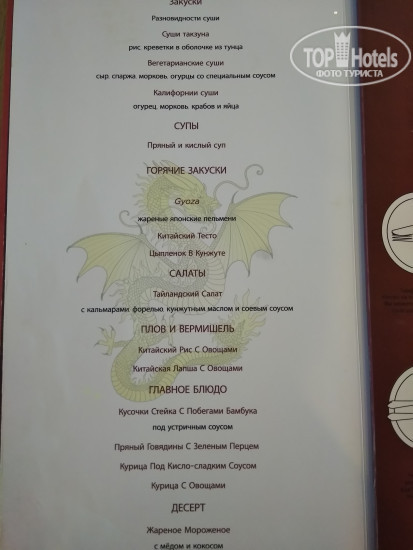 Закуски
Разновидности суши
Суши такзуна
рис, креветки в оболочке из тунца
Вегетарианские суши
сыр, спаржа, морковь, огурцы со специальным соусом
Калифорнии суши
огурец, морковь, крабов и яйца
СУПЫ
Пряный и кислый суп
ГОРЯЧИЕ ЗАКУСКИ
Gyoza
жареные японские пельмени
Китайский Тесто
Цыпленок В Кунжуте
САЛАТЫ
Таиландский Салат
с кальмарами, форелью, кунжутным маслом и соевым соусом
ПЛОВ И ВЕРМИШЕЛЬ
Китайский Рис С Овощами
Китайская Лапша С Овощами
ГЛАВНОЕ БЛЮДО
Кусочки Стейка С Побегами Бамбука
под устричным соусом
Пряный Говядины С Зеленым Перцем
Курица Под Кисло-сладким Соусом
Курица С Овощами
ДЕСЕРТ
Жареное Мороженое
с мёдом и кокосом
TOP Hotels
ФОТО ТУРИСТА